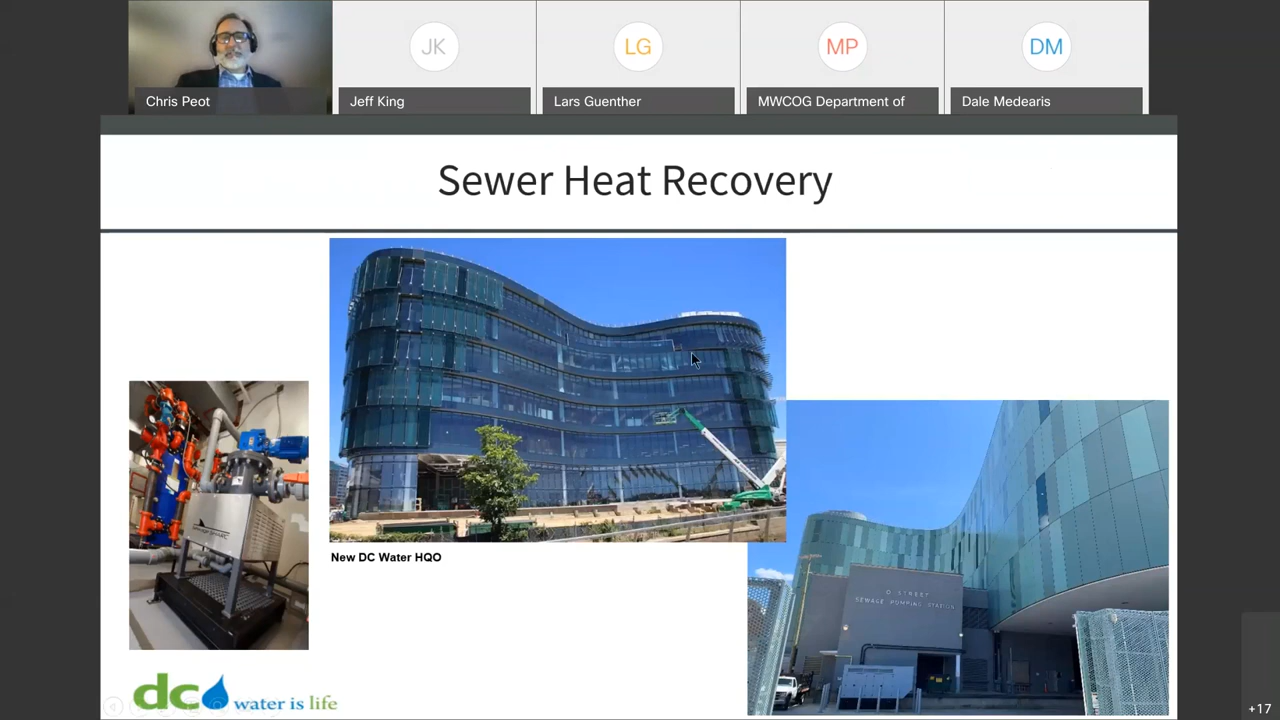 JK
LG
MP
DM
Chris Peot
Jeff King
Lars Guenther
MWCOG Department of
Dale Medearis
Sewer Heat Recovery
New DC Water HQO
O STREET
SEWAGE PUMPING STATION
dc
water is life
+17